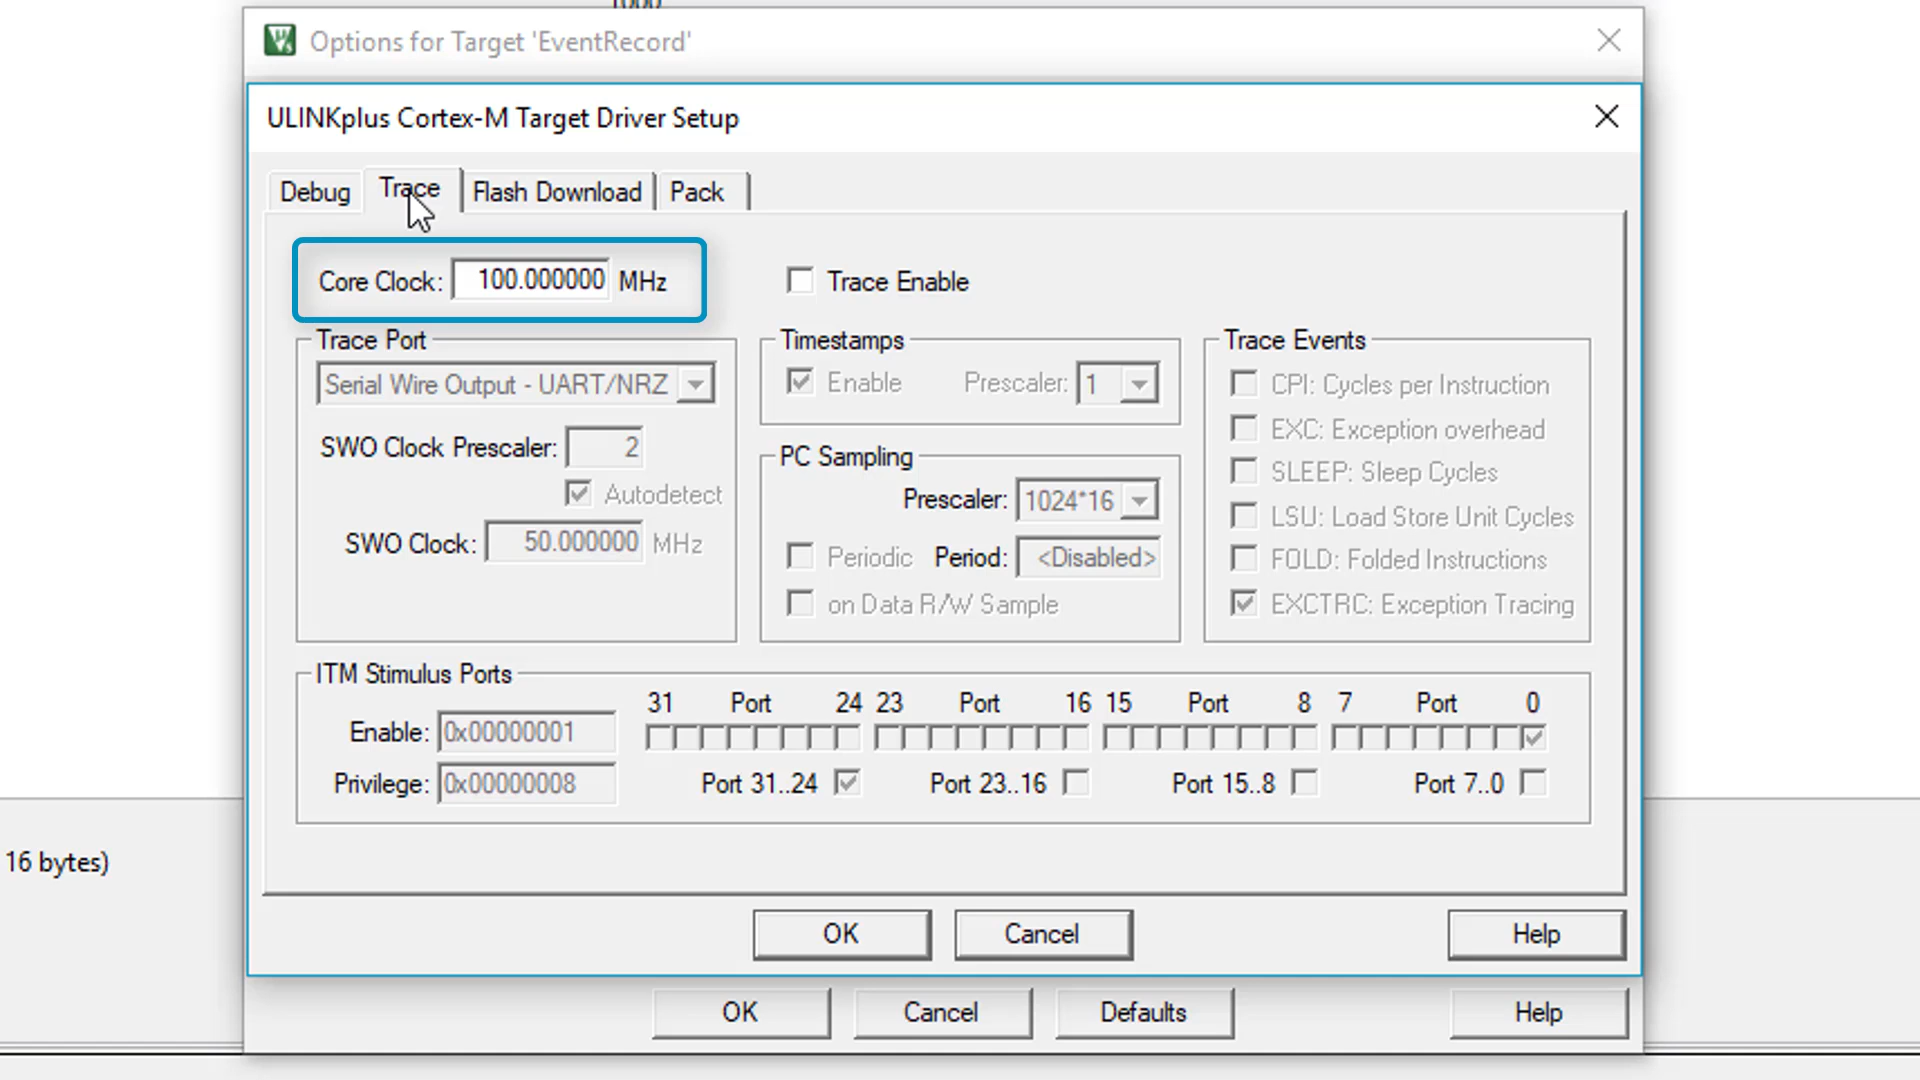 Options for Target 'EventRecord'
ULINKplus Cortex-M Target Driver Setup
Debug Trace Flash Download Pack
Core Clock: 100.000000 MHz
Trace Enable
Trace Port
Serial Wire Output - UART/NRZ
SWO Clock Prescaler: 2
Autodetect
SWO Clock: 50.000000 MHz
Timestamps
Enable Prescaler: 1
PC Sampling
Prescaler: 1024*16
Periodic Period: <Disabled>
on Data R/W Sample
Trace Events
CPI: Cycles per Instruction
EXC: Exception overhead
SLEEP: Sleep Cycles
LSU: Load Store Unit Cycles
FOLD: Folded Instructions
EXCTRC: Exception Tracing
ITM Stimulus Ports
31 Port 24 23 Port 16 15 Port 8 7 Port 0
Enable: 0x00000001
Privilege: 0x00000008 Port 31..24 Port 23..16 Port 15..8 Port 7..0
16 bytes)
OK Cancel Help
OK Cancel Defaults Help